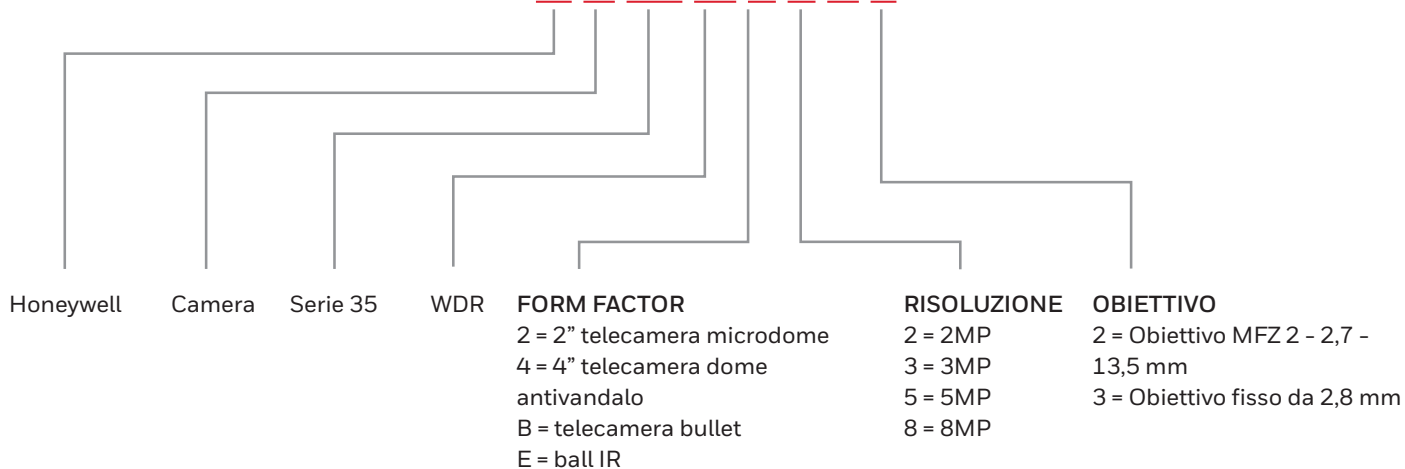 Honeywell
Camera
Serie 35
WDR
FORM FACTOR
2 = 2” telecamera microdome
4 = 4” telecamera dome
antivandalo
B = telecamera bullet
E = ball IR
RISOLUZIONE
2 = 2MP
3 = 3MP
5 = 5MP
8 = 8MP
OBIETTIVO
2 = Obiettivo MFZ 2 - 2,7 -
13,5 mm
3 = Obiettivo fisso da 2,8 mm